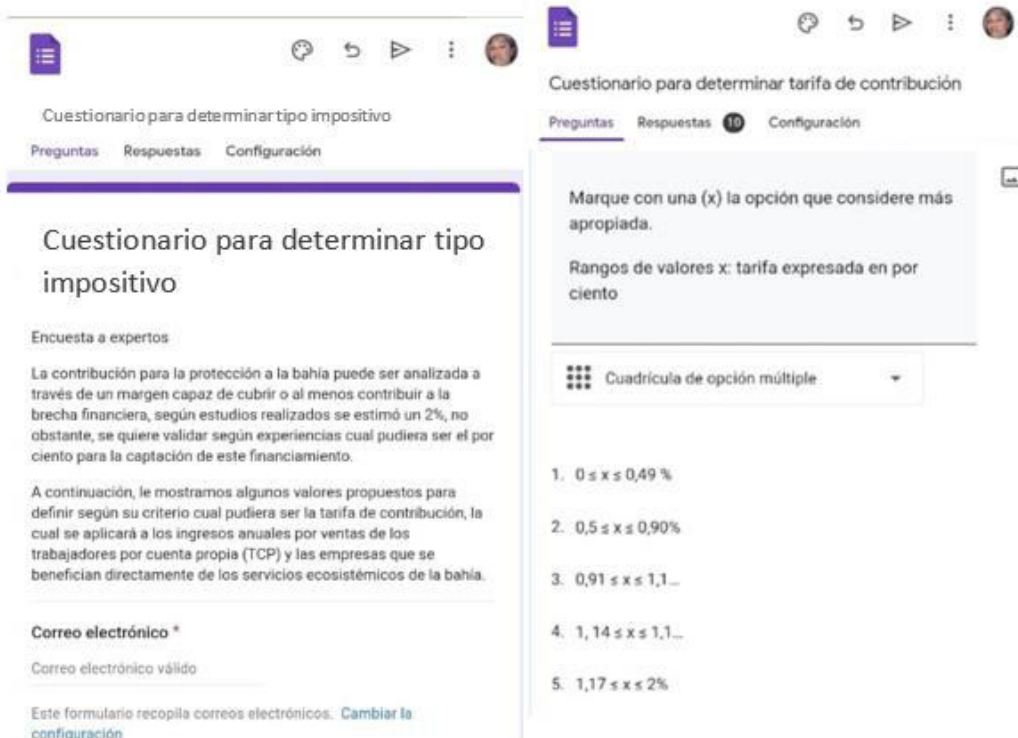 Cuestionario para determinar tipo impositivo
Preguntas Respuestas Configuración
Cuestionario para determinar tipo
impositivo
Encuesta a expertos
La contribución para la protección a la bahía puede ser analizada a
través de un margen capaz de cubrir o al menos contribuir a la
brecha financiera, según estudios realizados se estimó un 2%, no
obstante, se quiere validar según experiencias cual pudiera ser el por
ciento para la captación de este financiamiento.
A continuación, le mostramos algunos valores propuestos para
definir según su criterio cual pudiera ser la tarifa de contribución, la
cual se aplicará a los ingresos anuales por ventas de los
trabajadores por cuenta propia (TCP) y las empresas que se
benefician directamente de los servicios ecosistémicos de la bahía.
Correo electrónico *
Correo electrónico válido
Este formulario recopila correos electrónicos. Cambiar la
configuración
Cuestionario para determinar tarifa de contribución
Preguntas Respuestas 10 Configuración
Marque con una (x) la opción que considere más
apropiada.
Rangos de valores x: tarifa expresada en por
ciento
Cuadrícula de opción múltiple
1. 0 ≤ x ≤ 0,49 %
2. 0,5 ≤ x ≤ 0,90%
3. 0,91 ≤ x ≤ 1,1...
4. 1, 14 ≤ x ≤ 1,1...
5. 1,17 ≤ x ≤ 2%